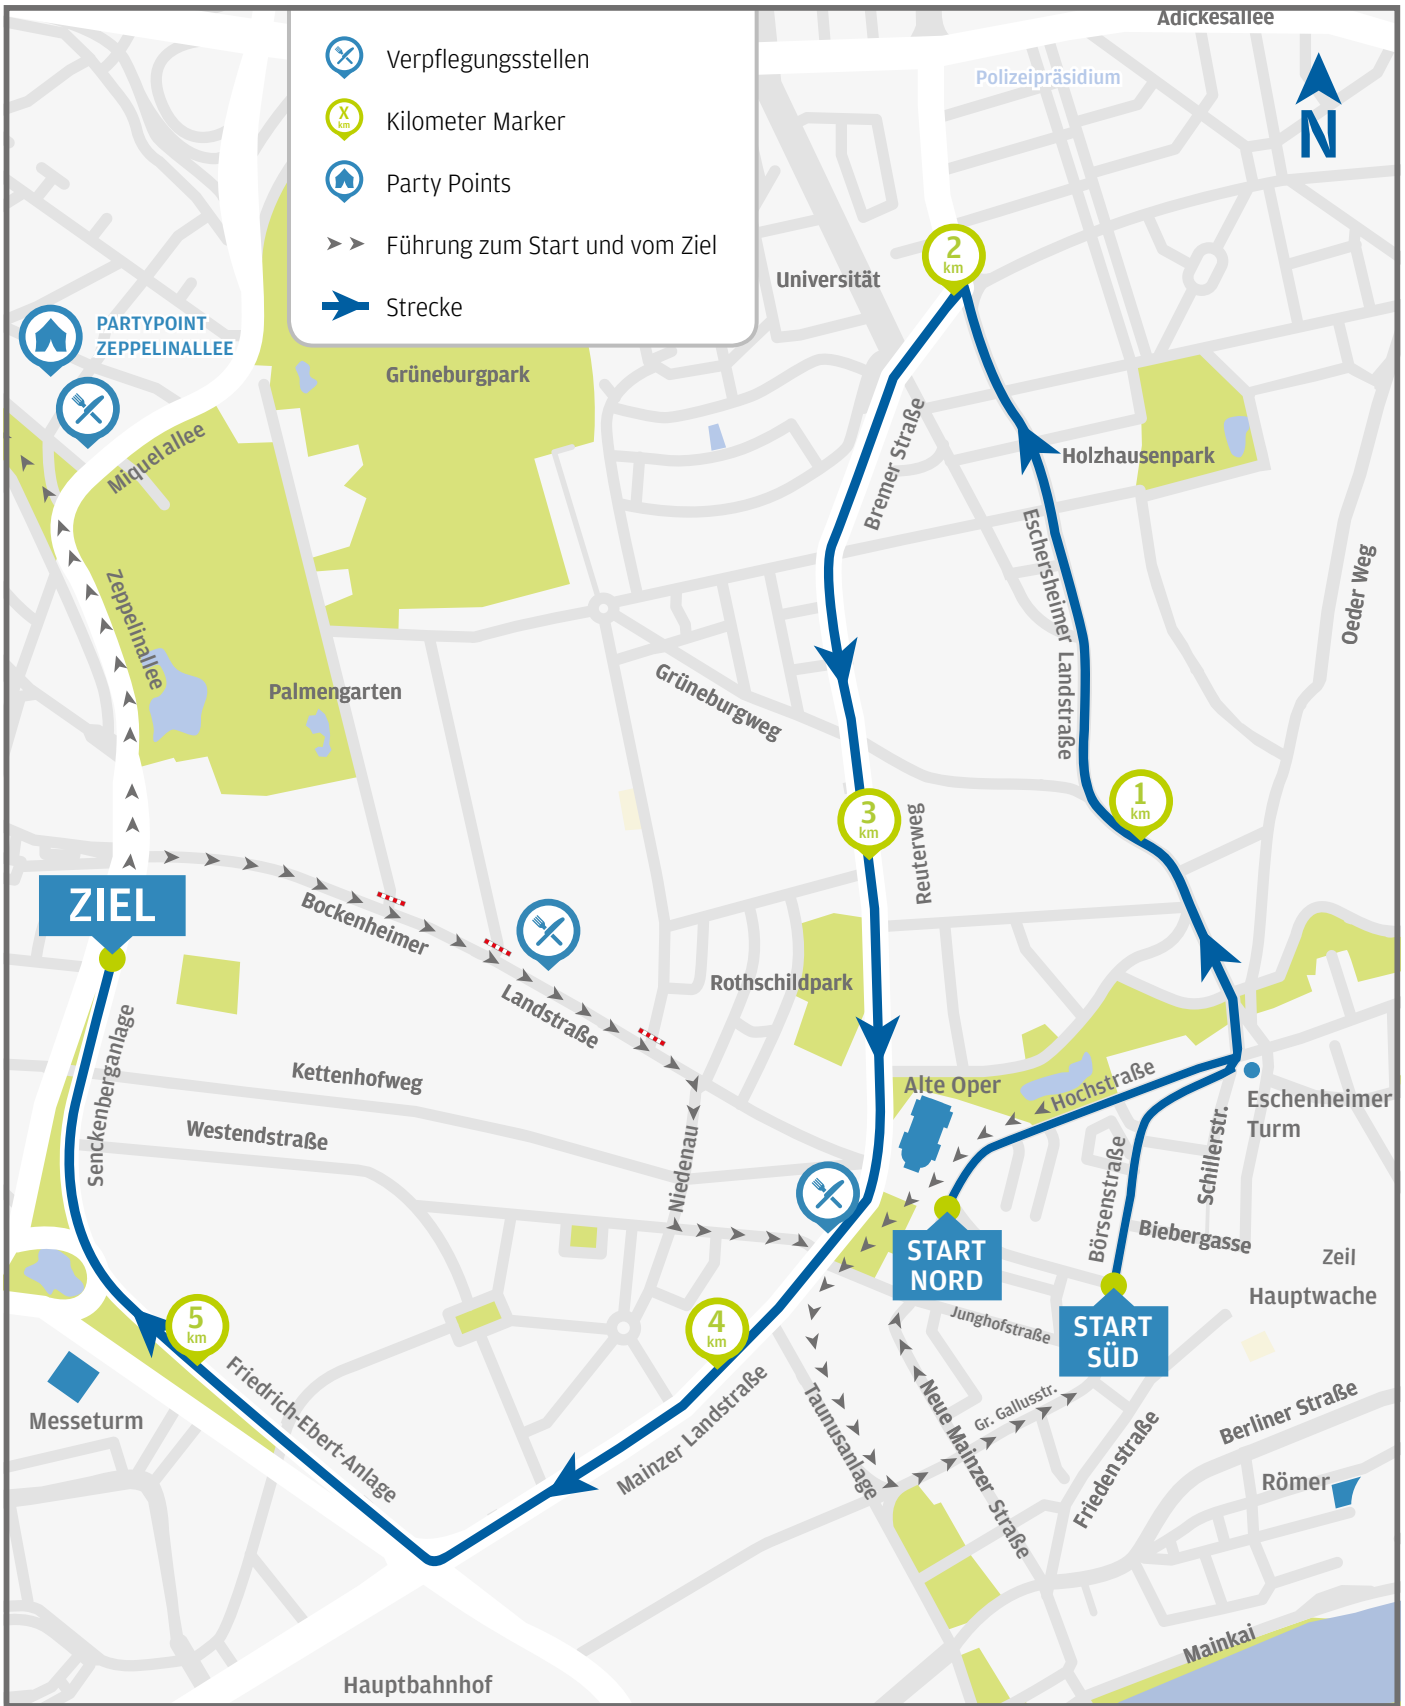 Adickesallee
Verpflegungsstellen
Polizeipräsidium
X
km
Kilometer Marker
N
Party Points
Führung zum Start und vom Ziel
2
km
Universität
Strecke
PARTYPOINT
ZEPPELINALLEE
Grüneburgpark
Miquelallee
Bremer Straße
Holzhausenpark
Eschersheimer Landstraße
Oeder Weg
Zeppelinallee
Palmengarten
Grüneburgweg
1
km
3
km
Reuterweg
ZIEL
Bockenheimer
Landstraße
Rothschildpark
Senckenberganlage
Kettenhofweg
Alte Oper
Hochstraße
Eschenheimer
Turm
Westendstraße
Niedenau
Börsenstraße
Schillerstr.
Biebergasse
START
NORD
Zeil
Hauptwache
5
km
4
km
Junghofstraße
START
SÜD
Friedrich-Ebert-Anlage
Mainzer Landstraße
Taunusanlage
Neue Mainzer Straße
Gr. Gallusstr.
Messeturm
Friedenstraße
Berliner Straße
Römer
Mainkai
Hauptbahnhof